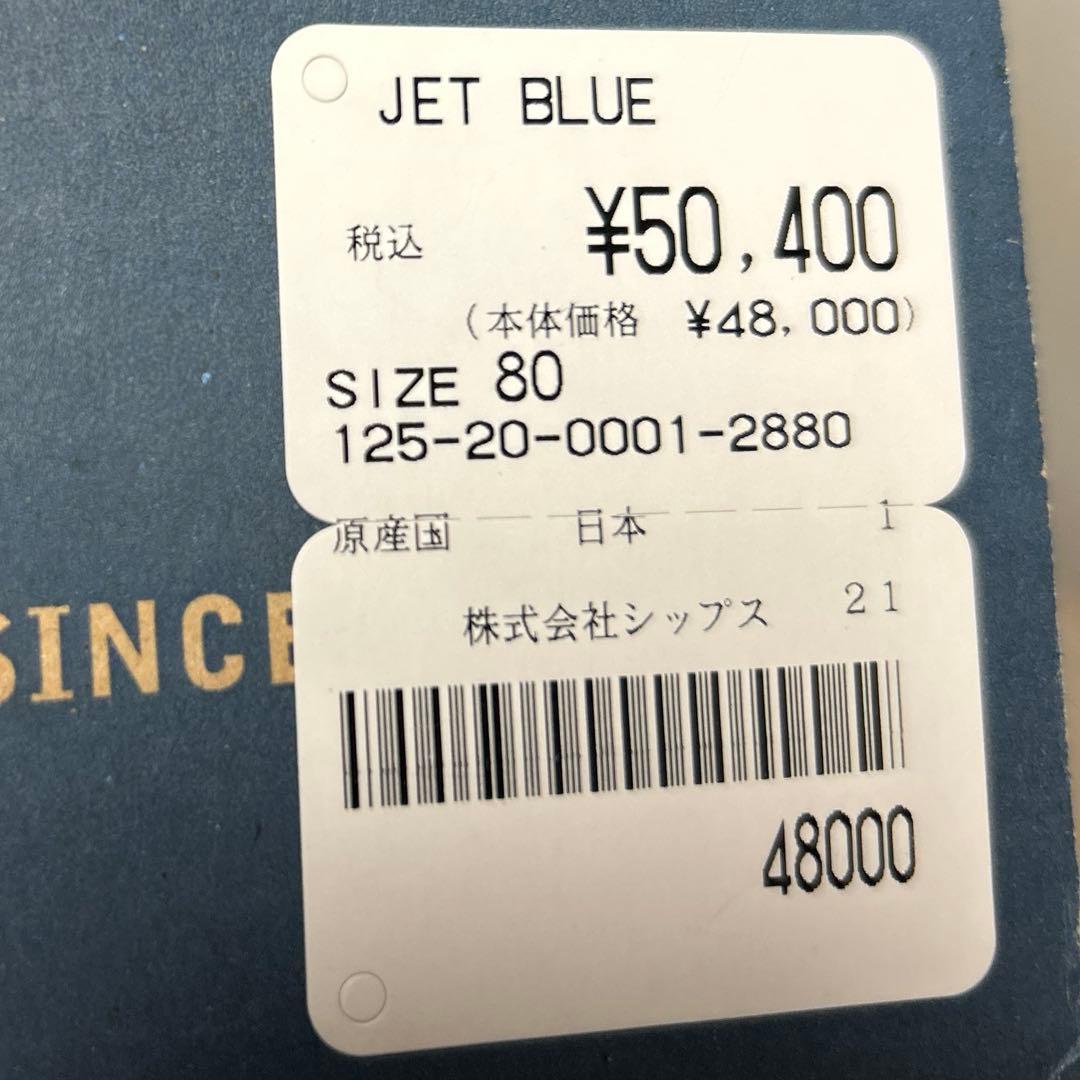 JET BLUE
税込 ¥50,400
(本体価格 ¥48,000)
SIZE 80
125-20-0001-2880
原産国 日本 1
株式会社シップス 21
SINCE
48000